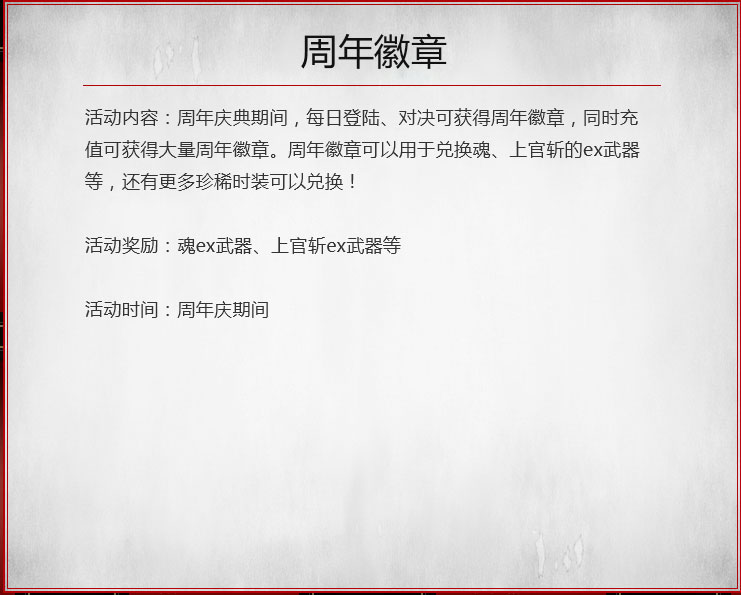 周年徽章
活动内容：周年庆典期间，每日登陆、对决可获得周年徽章，同时充
值可获得大量周年徽章。周年徽章可以用于兑换魂、上官斩的ex武器
等，还有更多珍稀时装可以兑换！
活动奖励：魂ex武器、上官斩ex武器等
活动时间：周年庆期间